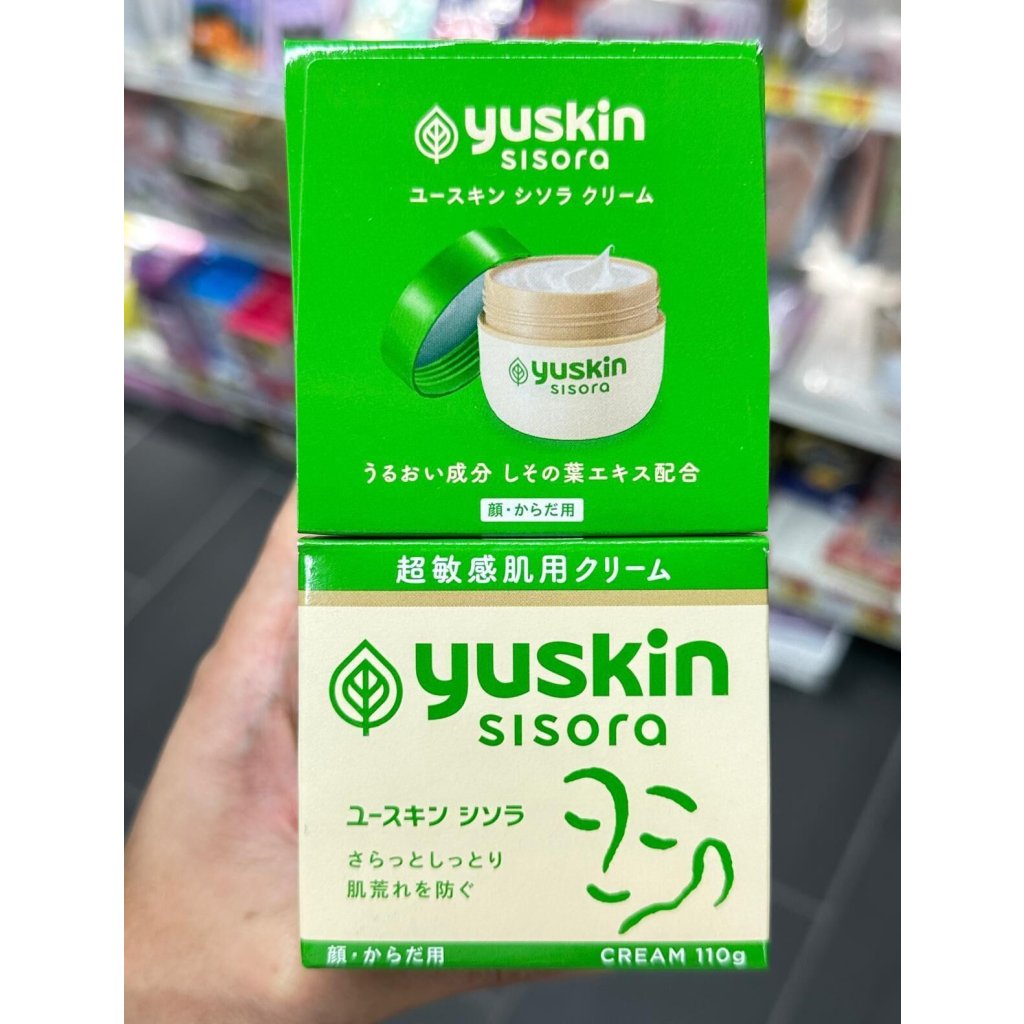 yuskin
sisora
ユースキン シソラ クリーム
yuskin
sisora
うるおい成分 しその葉エキス配合
顔・からだ用
超敏感肌用クリーム
yuskin
sisora
ユースキン シソラ
さらっとしっとり
肌荒れを防ぐ
顔・からだ用
CREAM 110g